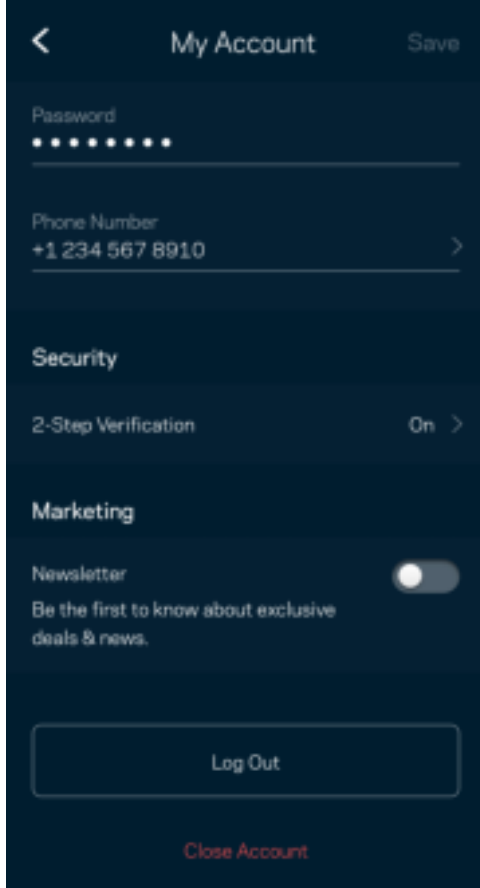 My Account
Save
Password
Phone Number
+1 234 567 8910
Security
2-Step Verification
On
Marketing
Newsletter
Be the first to know about exclusive
deals & news.
Log Out
Close Account